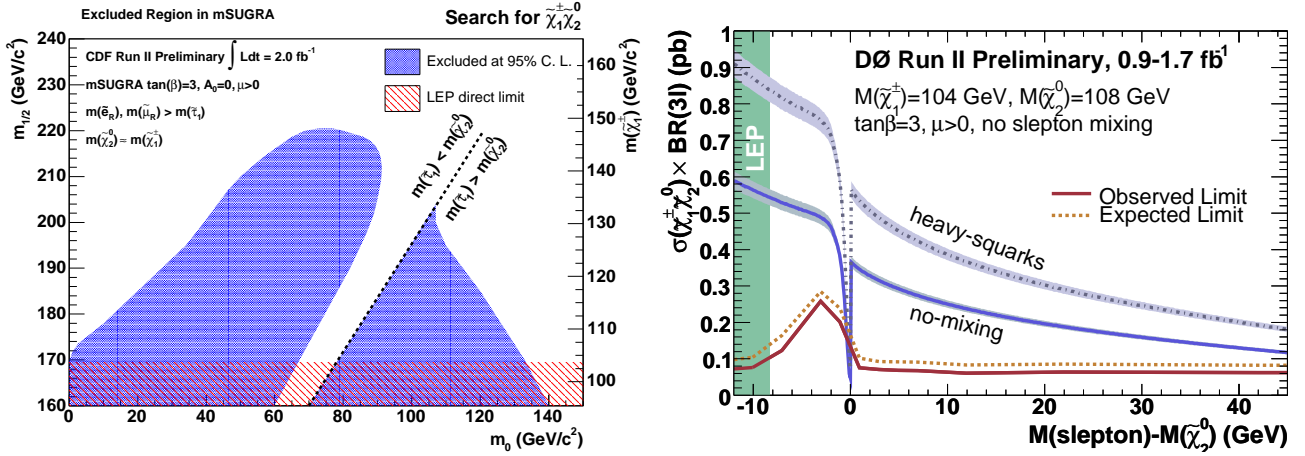 Excluded Region in mSUGRA
Search for χ̃₁±χ̃₂⁰
m₁/₂ (GeV/c²)
240
230
220
210
200
190
180
170
160
CDF Run II Preliminary ∫ Ldt = 2.0 fb⁻¹
mSUGRA tan(β)=3, A₀=0, μ>0
m(ẽ_R), m(μ̃_R) > m(τ̃₁)
m(χ̃₂⁰) ≈ m(χ̃₁±)
Excluded at 95% C. L.
LEP direct limit
m(τ̃₁) < m(χ̃₂⁰)
m(τ̃₁) > m(χ̃₂⁰)
160
150
140
130
120
110
100
m(χ̃₁±) (GeV/c²)
0 20 40 60 80 100 120 140
m₀ (GeV/c²)
σ(χ̃₁±χ̃₂⁰) × BR(3l) (pb)
1
0.9
0.8
0.7
0.6
0.5
0.4
0.3
0.2
0.1
0
LEP
DØ Run II Preliminary, 0.9-1.7 fb⁻¹
M(χ̃₁±)=104 GeV, M(χ̃₂⁰)=108 GeV
tanβ=3, μ>0, no slepton mixing
Observed Limit
Expected Limit
heavy-squarks
no-mixing
-10 0 10 20 30 40
M(slepton)-M(χ̃₂⁰) (GeV)